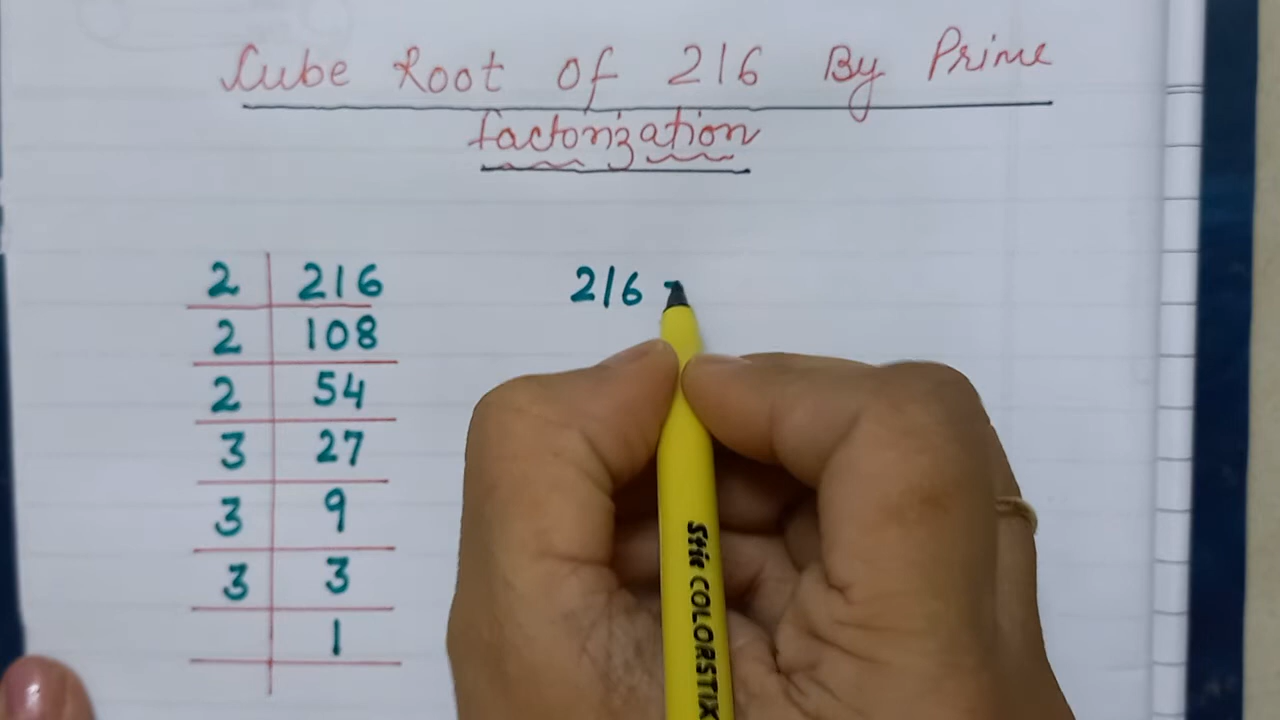 Cube Root Of 216 By Prime
factorization
2 216
2 108
2 54
3 27
3 9
3 3
1
216
Stic COLORSTIX